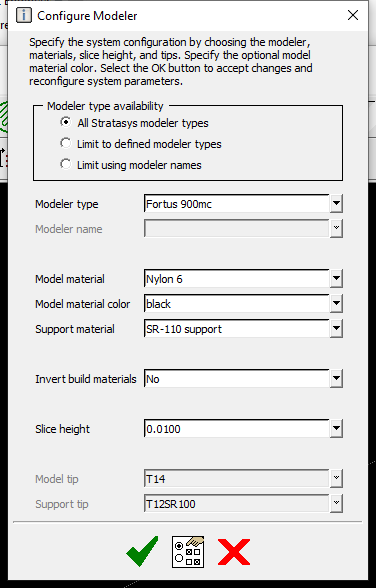 Configure Modeler
Specify the system configuration by choosing the modeler,
materials, slice height, and tips. Specify the optional model
material color. Select the OK button to accept changes and
reconfigure system parameters.
Modeler type availability
All Stratasys modeler types
Limit to defined modeler types
Limit using modeler names
Modeler type Fortus 900mc
Modeler name
Model material Nylon 6
Model material color black
Support material SR-110 support
Invert build materials No
Slice height 0.0100
Model tip T14
Support tip T12SR100